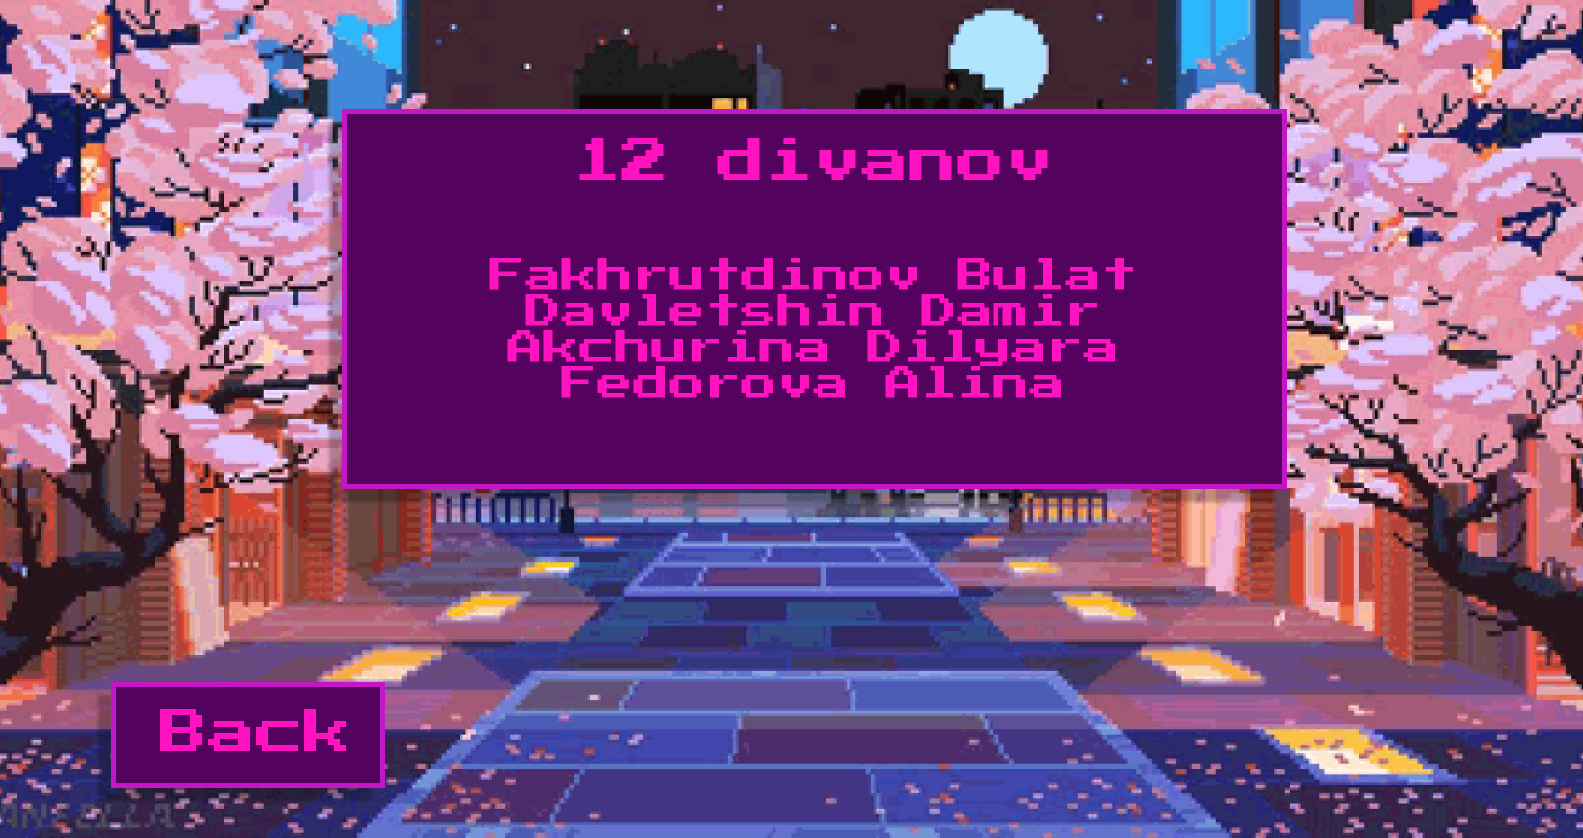 12 divanov
Fakhrutdinov Bulat
Davletshin Damir
Akchurina Dilyara
Fedorova Alina
Back